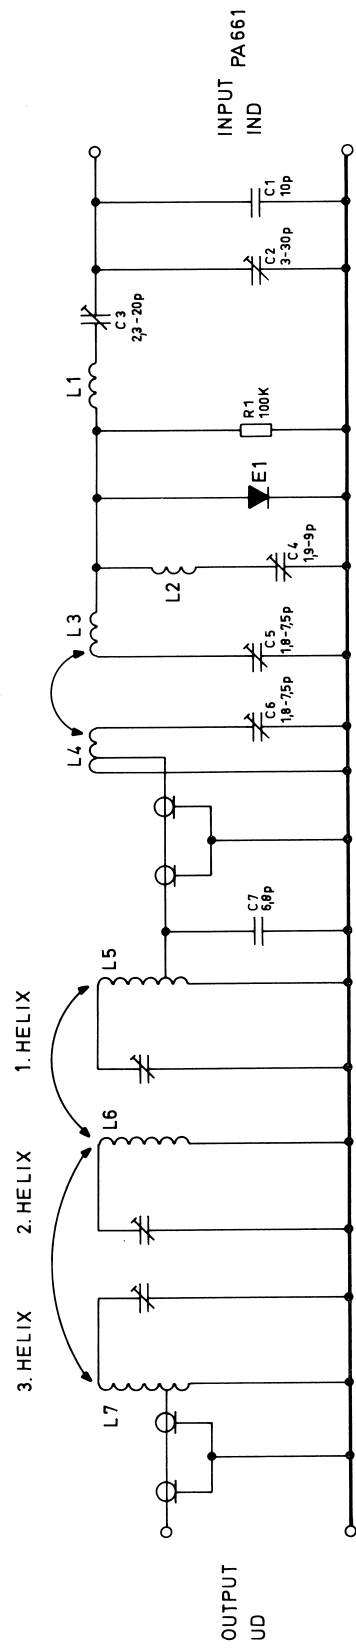 3. HELIX
2. HELIX
1. HELIX
L7
L6
L5
L4
L3
L2
L1
C7
6,8p
C6
1,8-7,5p
C5
1,8-7,5p
C4
1,9-9p
E1
R1
100K
C3
2,3-20p
C2
3-30p
C1
10p
OUTPUT
UD
INPUT PA661
IND